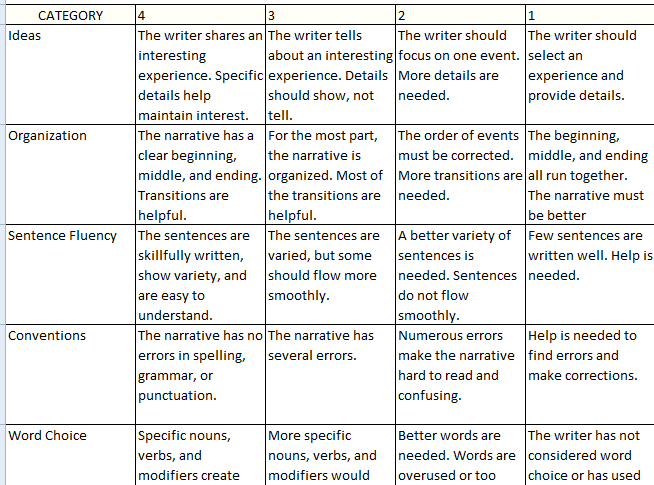 CATEGORY 4 3 2 1
Ideas
The writer shares an
interesting
experience. Specific
details help
maintain interest.
The writer tells
about an interesting
experience. Details
should show, not
tell.
The writer should
focus on one event.
More details are
needed.
The writer should
select an
experience and
provide details.
Organization
The narrative has a
clear beginning,
middle, and ending.
Transitions are
helpful.
For the most part,
the narrative is
organized. Most of
the transitions are
helpful.
The order of events
must be corrected.
More transitions are
needed.
The beginning,
middle, and ending
all run together.
The narrative must
be better
Sentence Fluency
The sentences are
skillfully written,
show variety, and
are easy to
understand.
The sentences are
varied, but some
should flow more
smoothly.
A better variety of
sentences is
needed. Sentences
do not flow
smoothly.
Few sentences are
written well. Help is
needed.
Conventions
The narrative has no
errors in spelling,
grammar, or
punctuation.
The narrative has
several errors.
Numerous errors
make the narrative
hard to read and
confusing.
Help is needed to
find errors and
make corrections.
Word Choice
Specific nouns,
verbs, and
modifiers create
More specific
nouns, verbs, and
modifiers would
Better words are
needed. Words are
overused or too
The writer has not
considered word
choice or has used